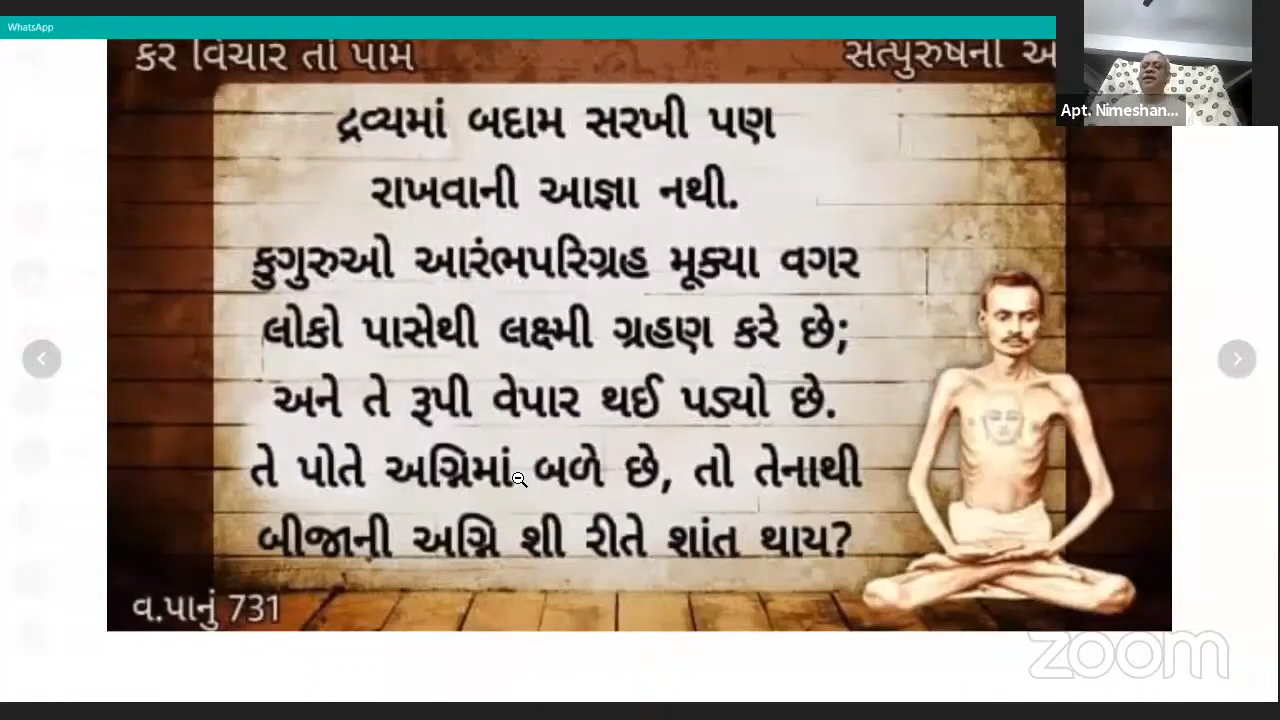 WhatsApp
કર વિચાર તો પામ
સત્પુરુષની
Apt. Nimeshan...
દ્રવ્યમાં બદામ સરખી પણ
રાખવાની આજ્ઞા નથી.
કુગુરુઓ આરંભપરિગ્રહ મૂક્યા વગર
લોકો પાસેથી લક્ષ્મી ગ્રહણ કરે છે;
અને તે રૂપી વેપાર થઈ પડ્યો છે.
તે પોતે અગ્નિમાં બળે છે, તો તેનાથી
બીજાની અગ્નિ શી રીતે શાંત થાય?
વ.પાનું 731
zoom